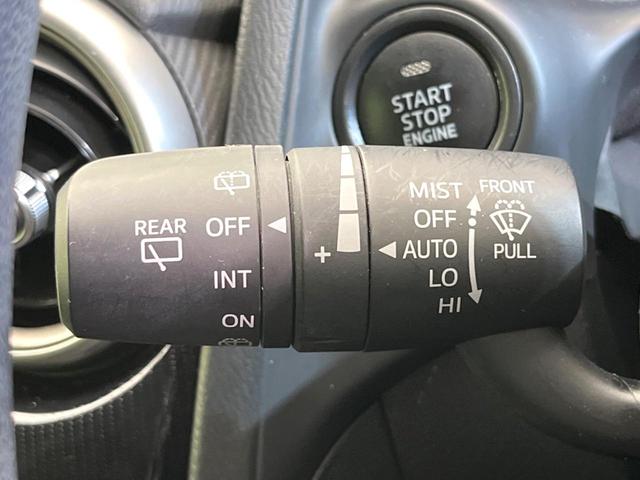 START
STOP
ENGINE
REAR
OFF
INT
ON
+
MIST
OFF
AUTO
LO
HI
FRONT
PULL